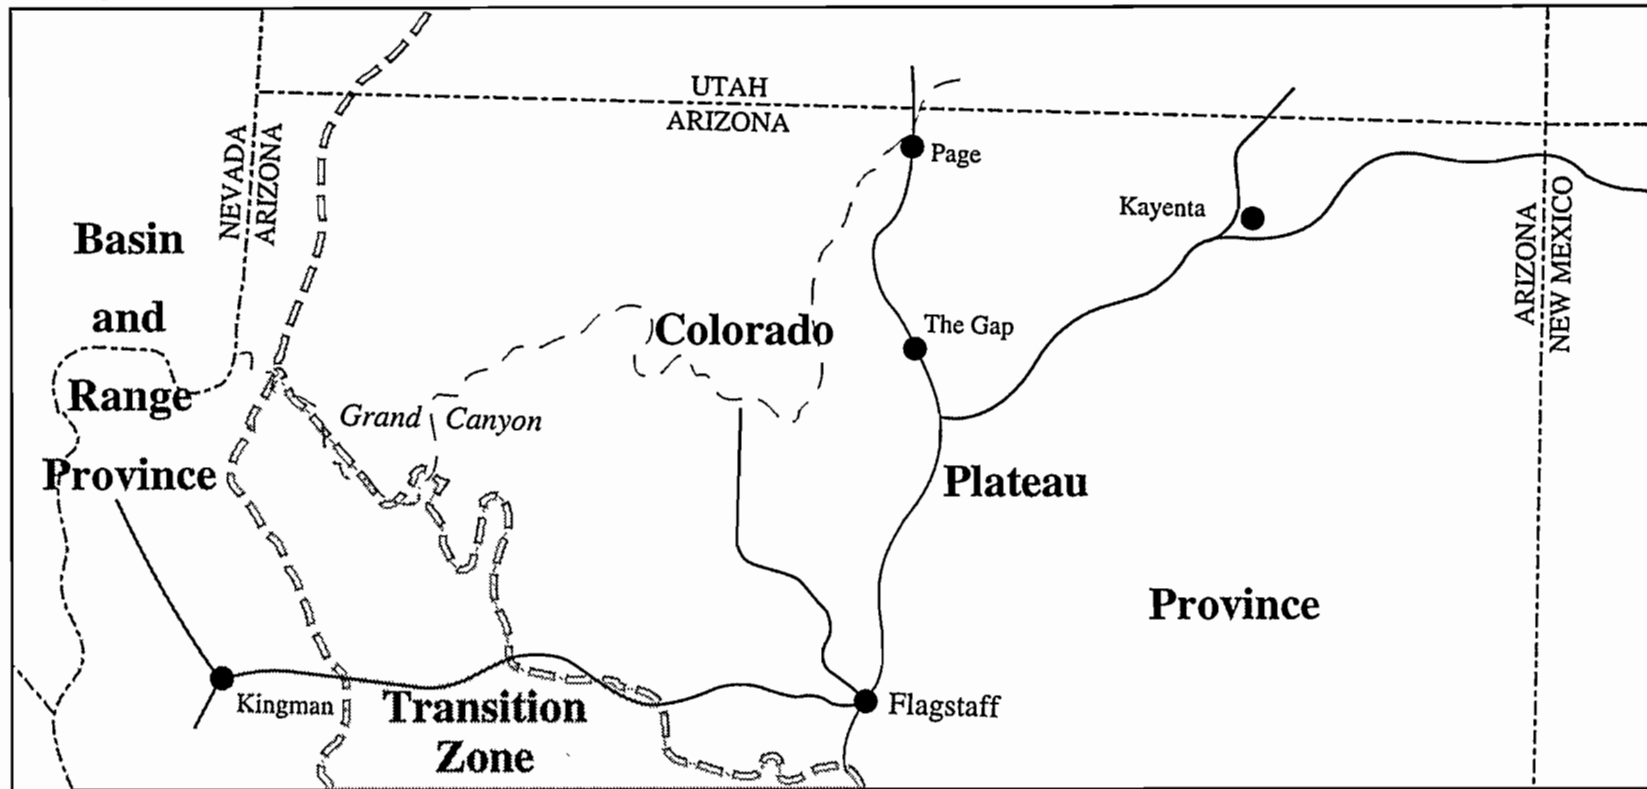 UTAH
ARIZONA
NEVADA
ARIZONA
Page
Kayenta
ARIZONA
NEW MEXICO
Basin
and
Range
Province
The Gap
Colorado
Grand Canyon
Plateau
Province
Kingman
Transition
Zone
Flagstaff